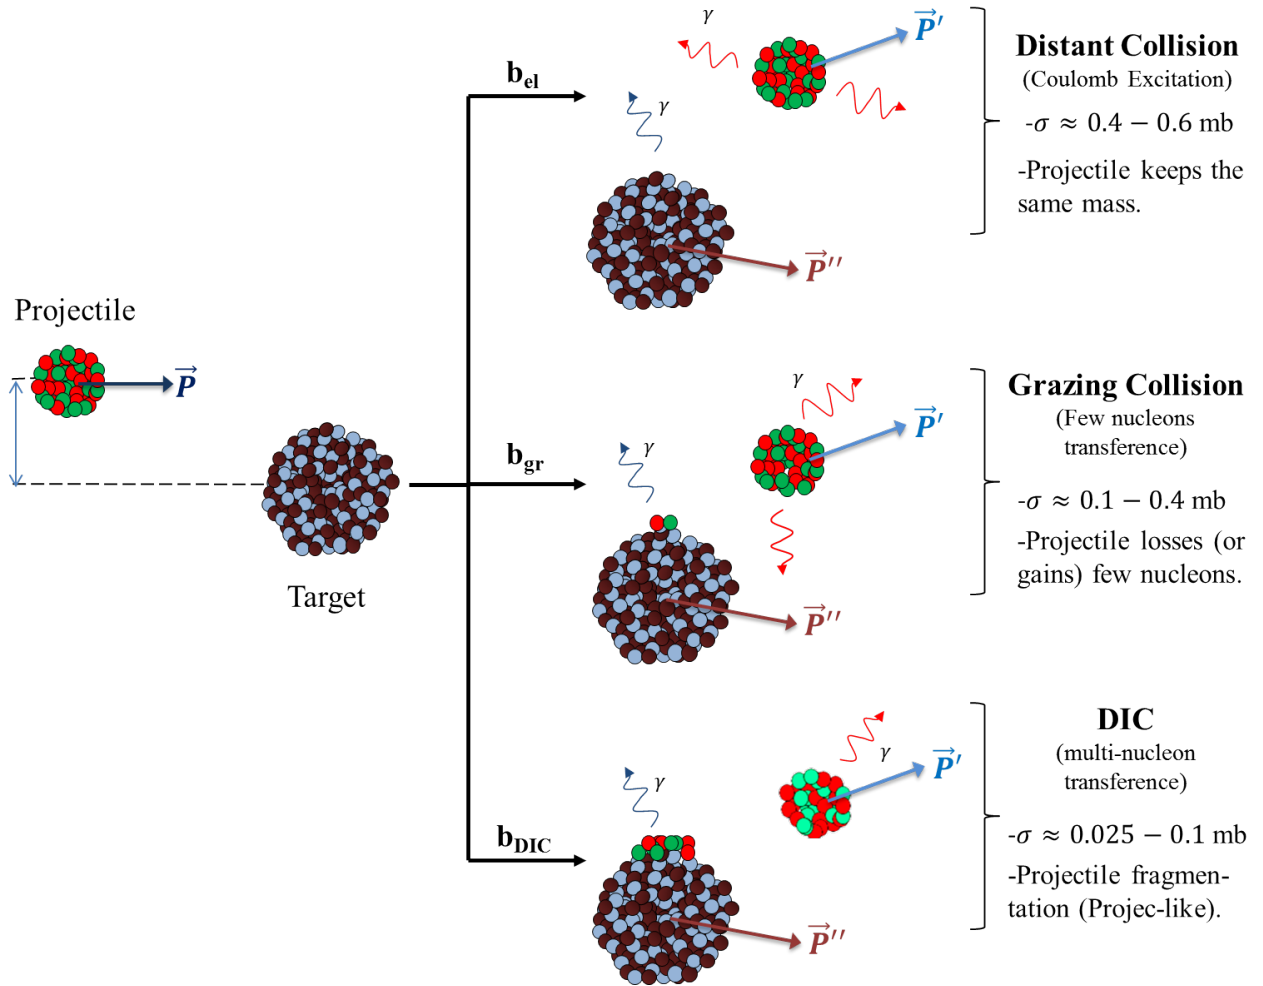 Projectile
P
Target
b_el
γ
γ
P′
P′′
Distant Collision
(Coulomb Excitation)
-σ ≈ 0.4 − 0.6 mb
-Projectile keeps the
same mass.
b_gr
γ
γ
P′
P′′
Grazing Collision
(Few nucleons
transference)
-σ ≈ 0.1 − 0.4 mb
-Projectile losses (or
gains) few nucleons.
b_DIC
γ
γ
P′
P′′
DIC
(multi-nucleon
transference)
-σ ≈ 0.025 − 0.1 mb
-Projectile fragmen-
tation (Projec-like).